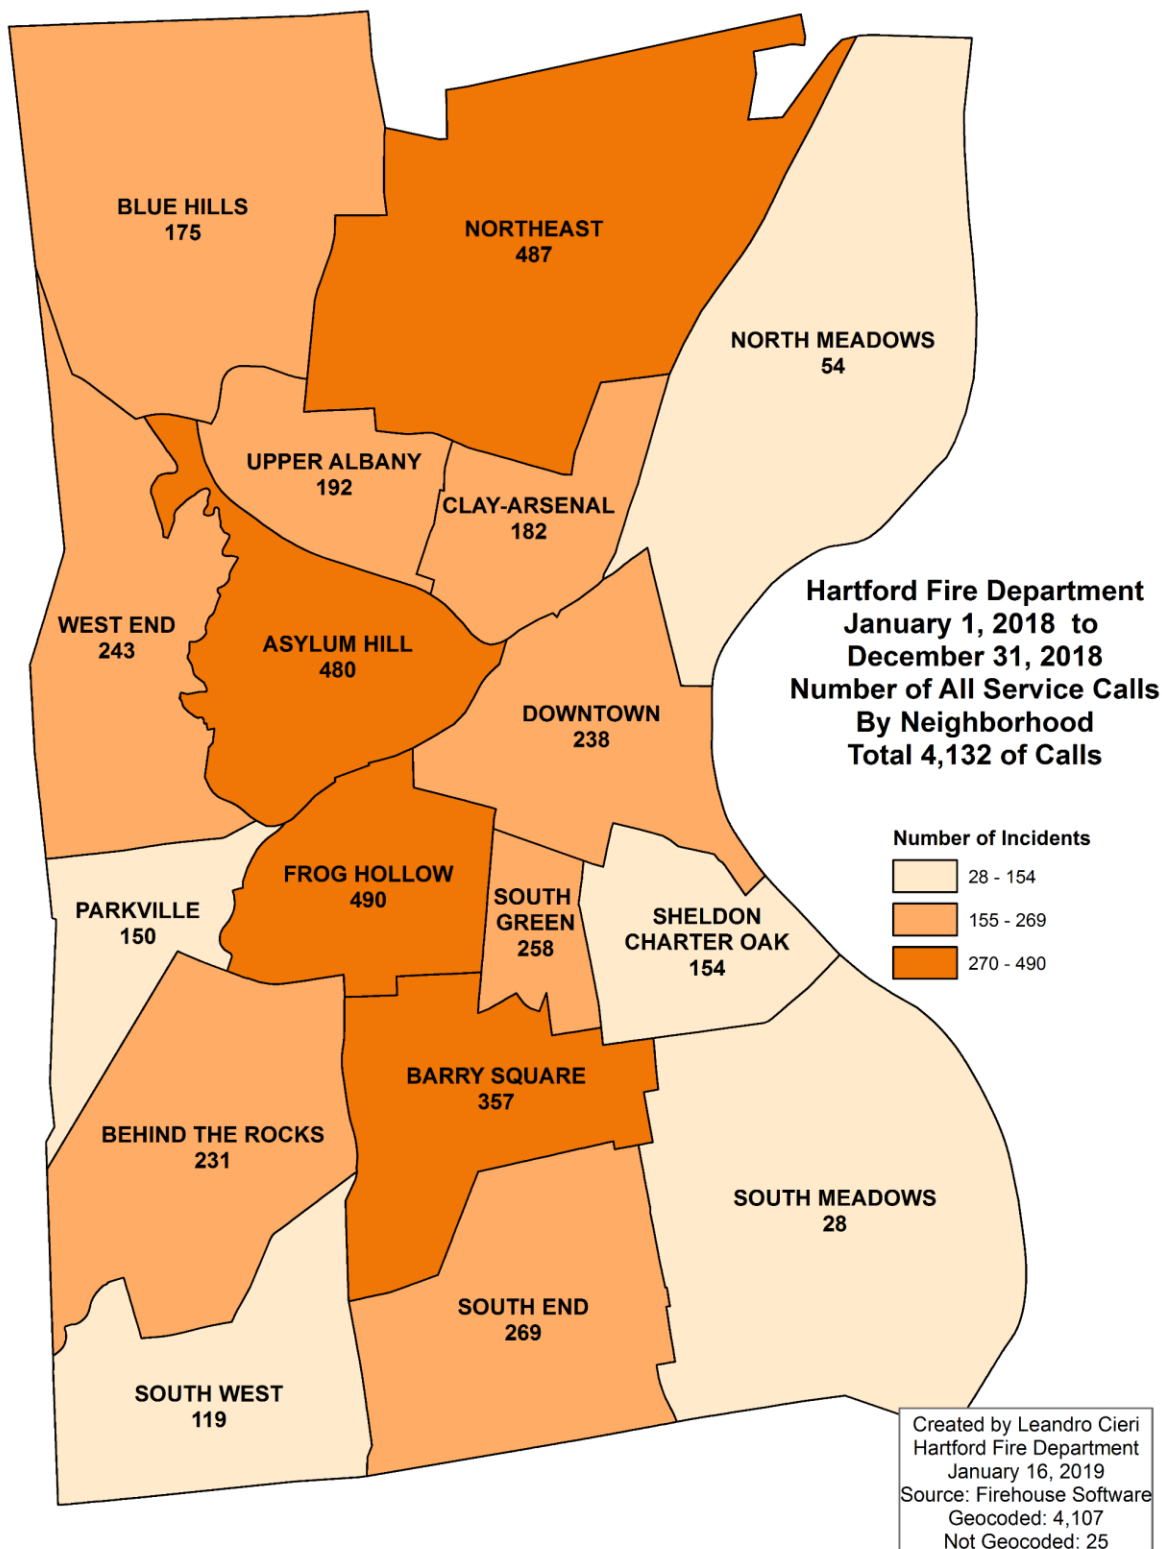 BLUE HILLS
175
NORTHEAST
487
NORTH MEADOWS
54
UPPER ALBANY
192
CLAY-ARSENAL
182
WEST END
243
ASYLUM HILL
480
DOWNTOWN
238
Hartford Fire Department
January 1, 2018 to
December 31, 2018
Number of All Service Calls
By Neighborhood
Total 4,132 of Calls
Number of Incidents
28 - 154
155 - 269
270 - 490
FROG HOLLOW
490
SOUTH
GREEN
258
PARKVILLE
150
SHELDON
CHARTER OAK
154
BARRY SQUARE
357
BEHIND THE ROCKS
231
SOUTH MEADOWS
28
SOUTH END
269
SOUTH WEST
119
Created by Leandro Cieri
Hartford Fire Department
January 16, 2019
Source: Firehouse Software
Geocoded: 4,107
Not Geocoded: 25